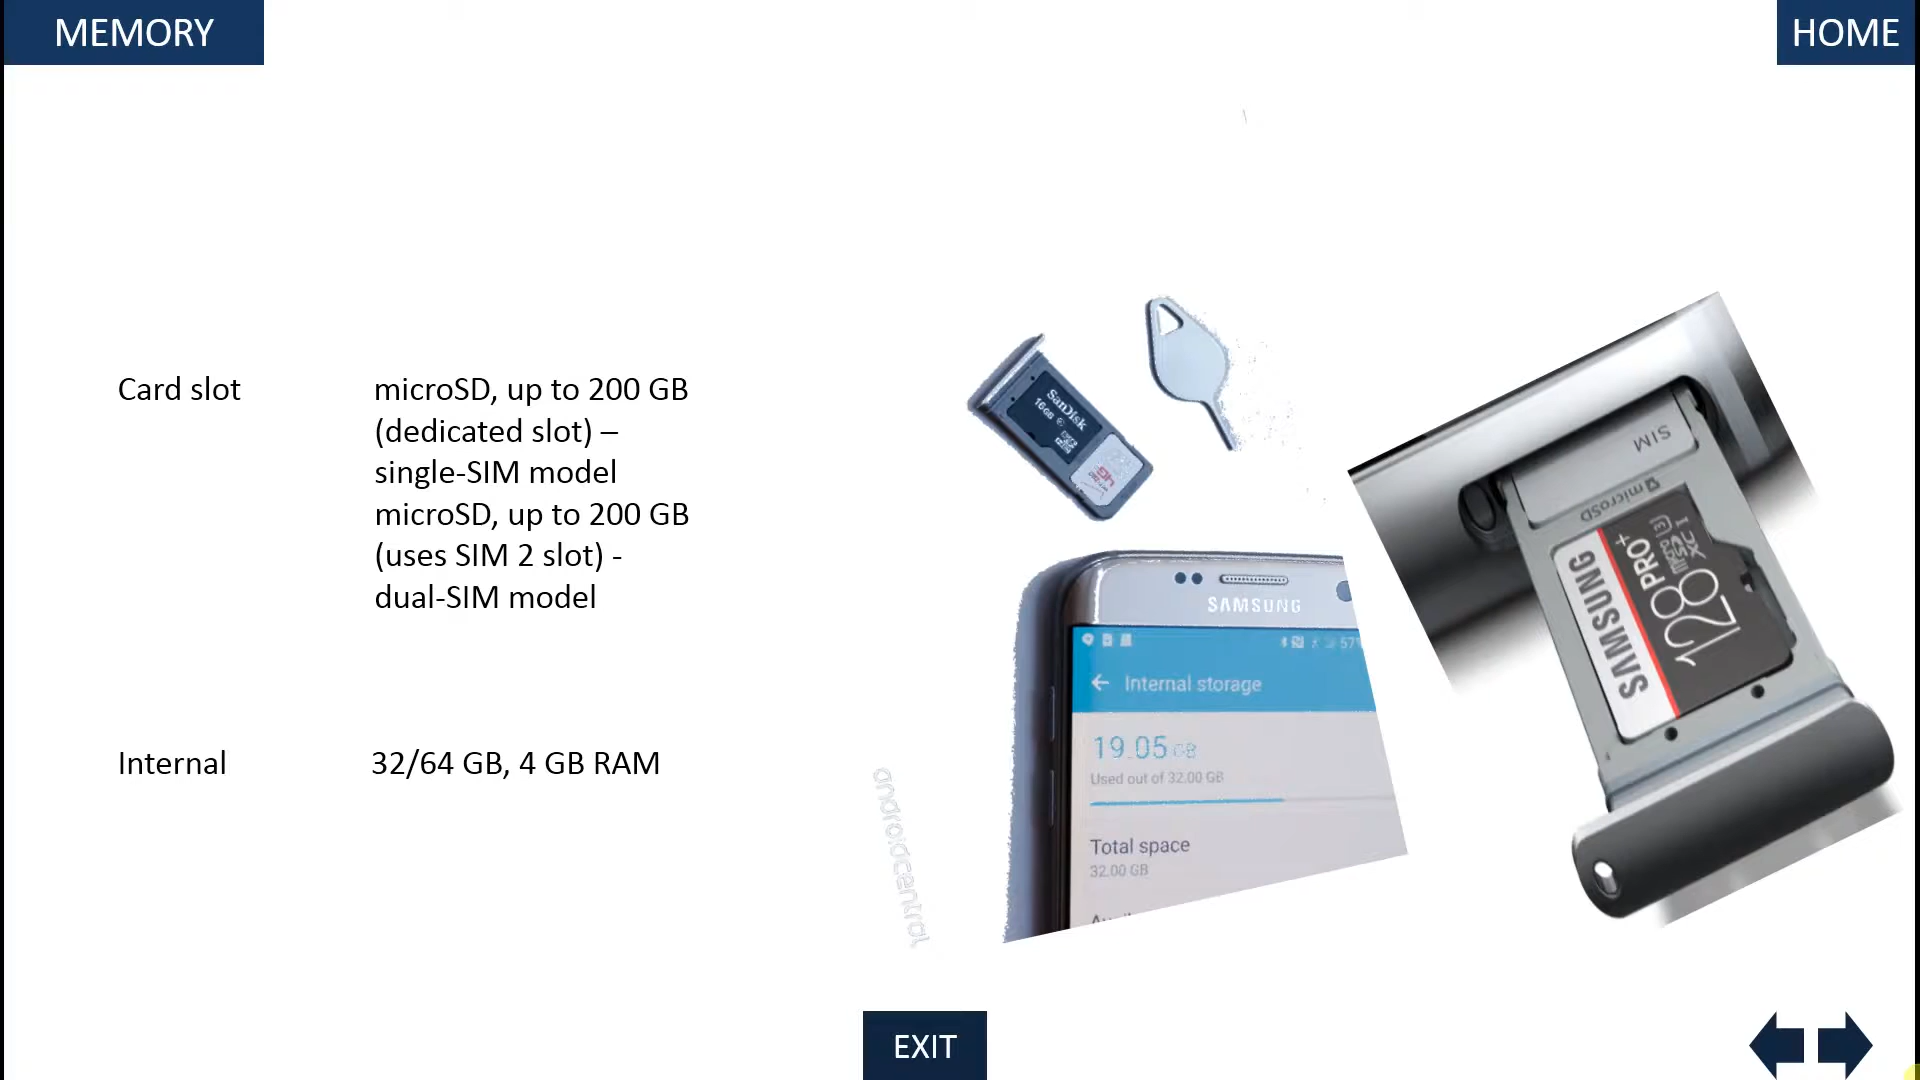 MEMORY
HOME
Card slot
microSD, up to 200 GB
(dedicated slot) –
single-SIM model
microSD, up to 200 GB
(uses SIM 2 slot) -
dual-SIM model
Internal
32/64 GB, 4 GB RAM
SanDisk
16GB
4G
SIM
microSD
SAMSUNG
PRO+
128
micro
SAMSUNG
57%
Internal storage
19.05 GB
Used out of 32.00 GB
Total space
32.00 GB
androidcentral
EXIT